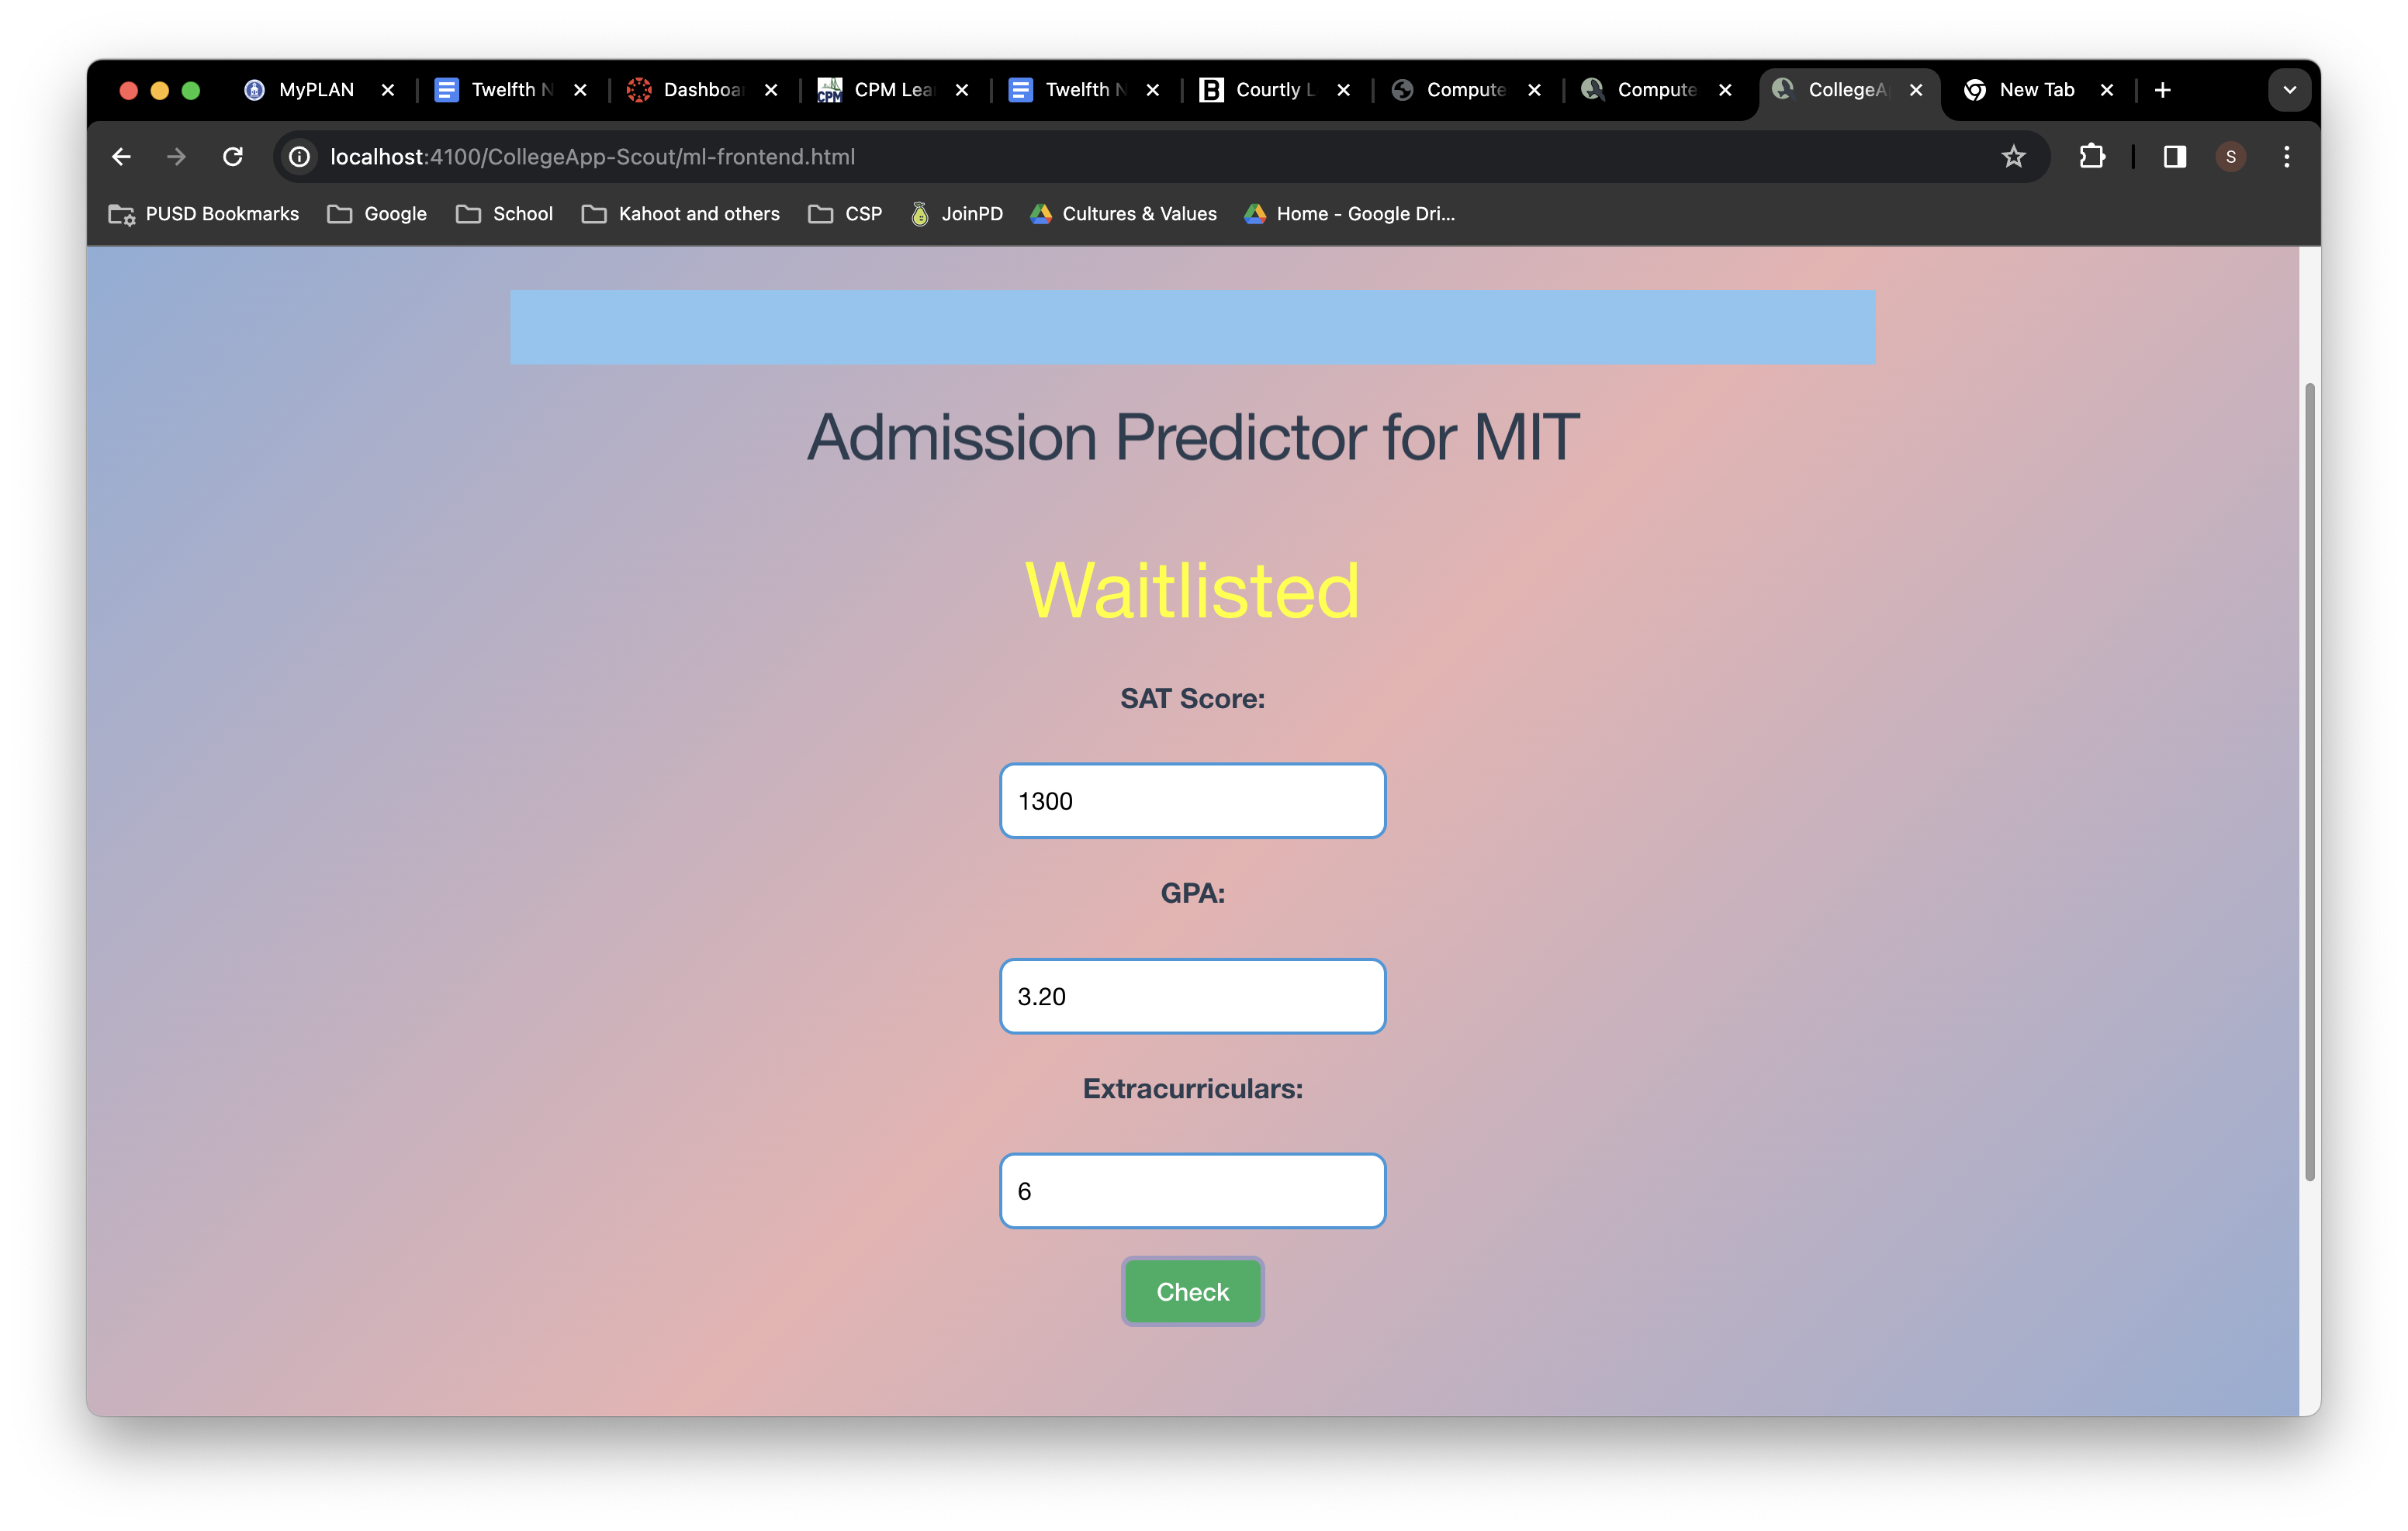 MyPLAN
Twelfth N
Dashboa
CPM Lea
Twelfth N
B Courtly L
Compute
Compute
CollegeA
New Tab
localhost:4100/CollegeApp-Scout/ml-frontend.html
S
PUSD Bookmarks
Google
School
Kahoot and others
CSP
JoinPD
Cultures & Values
Home - Google Dri...
Admission Predictor for MIT
Waitlisted
SAT Score:
1300
GPA:
3.20
Extracurriculars:
6
Check